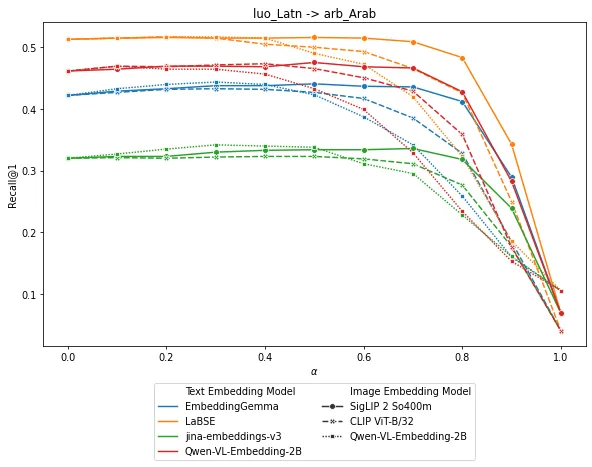 luo_Latn -> arb_Arab
Recall@1
0.5
0.4
0.3
0.2
0.1
0.0 0.2 0.4 0.6 0.8 1.0
α
Text Embedding Model
EmbeddingGemma
LaBSE
jina-embeddings-v3
Qwen-VL-Embedding-2B
Image Embedding Model
SigLIP 2 So400m
CLIP ViT-B/32
Qwen-VL-Embedding-2B